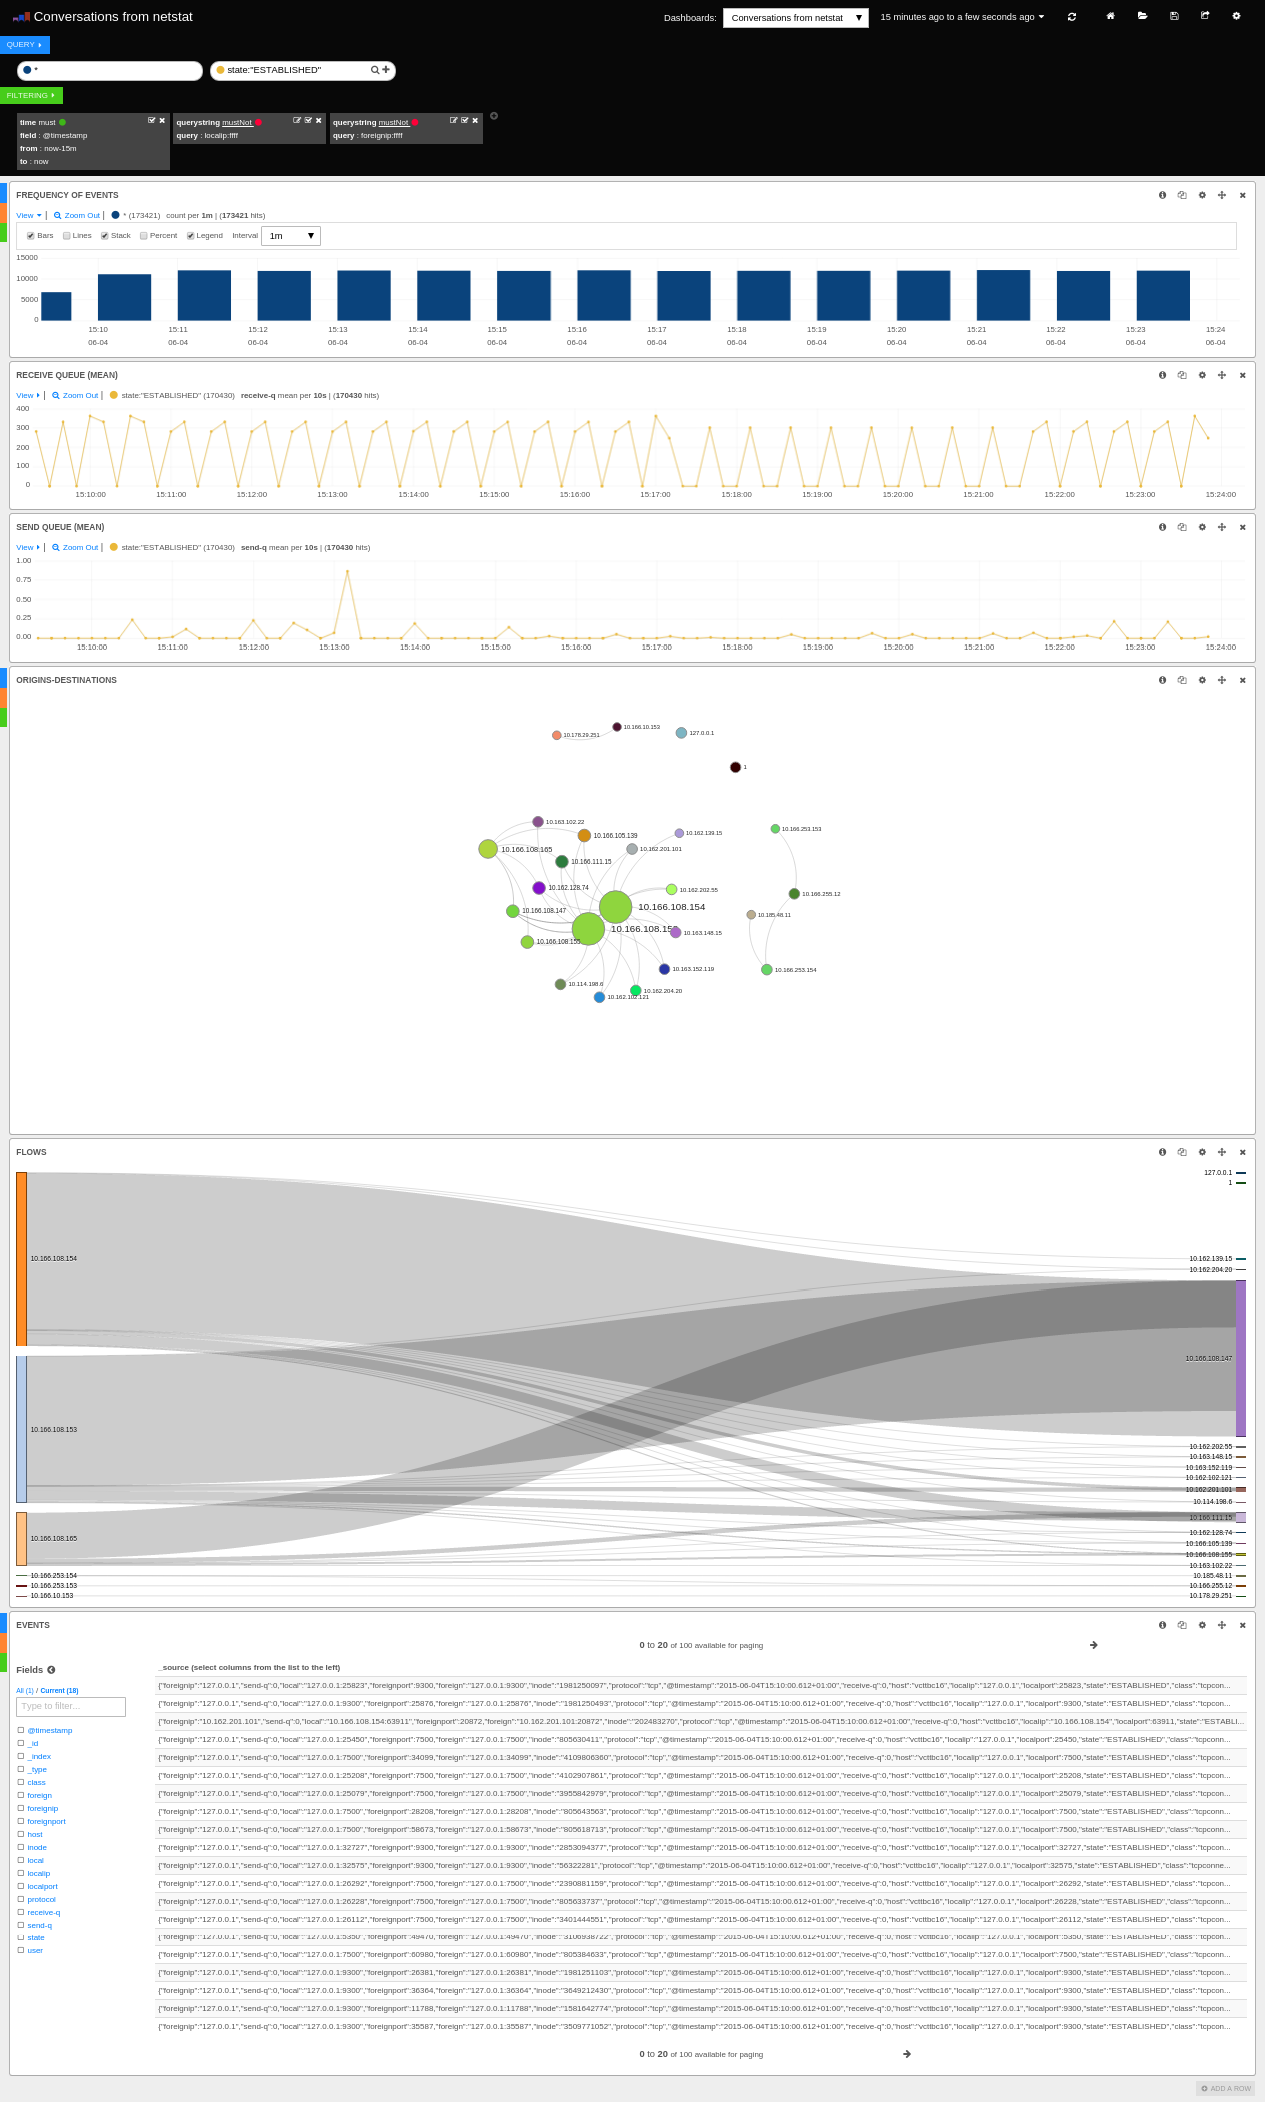 Conversations from netstat
Dashboards: Conversations from netstat 15 minutes ago to a few seconds ago
QUERY
*
state:"ESTABLISHED"
FILTERING
time must
field : @timestamp
from : now-15m
to : now
querystring mustNot
query : localip:ffff
querystring mustNot
query : foreignip:ffff
FREQUENCY OF EVENTS
View | Zoom Out | * (173421) count per 1m | (173421 hits)
Bars Lines Stack Percent Legend Interval 1m
15000
10000
5000
0
15:10 15:11 15:12 15:13 15:14 15:15 15:16 15:17 15:18 15:19 15:20 15:21 15:22 15:23 15:24
06-04 06-04 06-04 06-04 06-04 06-04 06-04 06-04 06-04 06-04 06-04 06-04 06-04 06-04 06-04
RECEIVE QUEUE (MEAN)
View | Zoom Out | state:"ESTABLISHED" (170430) receive-q mean per 10s | (170430 hits)
400
300
200
100
0
15:10:00 15:11:00 15:12:00 15:13:00 15:14:00 15:15:00 15:16:00 15:17:00 15:18:00 15:19:00 15:20:00 15:21:00 15:22:00 15:23:00 15:24:00
SEND QUEUE (MEAN)
View | Zoom Out | state:"ESTABLISHED" (170430) send-q mean per 10s | (170430 hits)
1.00
0.75
0.50
0.25
0.00
15:10:00 15:11:00 15:12:00 15:13:00 15:14:00 15:15:00 15:16:00 15:17:00 15:18:00 15:19:00 15:20:00 15:21:00 15:22:00 15:23:00 15:24:00
ORIGINS-DESTINATIONS
10.166.10.153
10.178.29.251
127.0.0.1
1
10.163.102.22
10.166.105.139
10.162.139.15
10.166.253.153
10.166.108.165
10.162.201.101
10.166.111.15
10.162.128.74
10.162.202.55
10.166.255.12
10.166.108.154
10.166.108.147
10.185.48.11
10.166.108.153
10.163.148.15
10.166.108.155
10.163.152.119
10.166.253.154
10.114.198.6
10.162.204.20
10.162.102.121
FLOWS
127.0.0.1
1
10.166.108.154
10.162.139.15
10.162.204.20
10.166.108.147
10.166.108.153
10.162.202.55
10.163.148.15
10.163.152.119
10.162.102.121
10.162.201.101
10.114.198.6
10.166.111.15
10.162.128.74
10.166.108.165
10.166.105.139
10.166.108.155
10.163.102.22
10.166.253.154 10.185.48.11
10.166.253.153 10.166.255.12
10.166.10.153 10.178.29.251
EVENTS
0 to 20 of 100 available for paging
Fields
All (1) / Current (18)
Type to filter...
@timestamp
_id
_index
_type
class
foreign
foreignip
foreignport
host
inode
local
localip
localport
protocol
receive-q
send-q
state
user
_source (select columns from the list to the left)
{"foreignip":"127.0.0.1","send-q":0,"local":"127.0.0.1:25823","foreignport":9300,"foreign":"127.0.0.1:9300","inode":"1981250097","protocol":"tcp","@timestamp":"2015-06-04T15:10:00.612+01:00","receive-q":0,"host":"vcttbc16","localip":"127.0.0.1","localport":25823,"state":"ESTABLISHED","class":"tcpcon...
{"foreignip":"127.0.0.1","send-q":0,"local":"127.0.0.1:9300","foreignport":25876,"foreign":"127.0.0.1:25876","inode":"1981250493","protocol":"tcp","@timestamp":"2015-06-04T15:10:00.612+01:00","receive-q":0,"host":"vcttbc16","localip":"127.0.0.1","localport":9300,"state":"ESTABLISHED","class":"tcpcon...
{"foreignip":"10.162.201.101","send-q":0,"local":"10.166.108.154:63911","foreignport":20872,"foreign":"10.162.201.101:20872","inode":"202483270","protocol":"tcp","@timestamp":"2015-06-04T15:10:00.612+01:00","receive-q":0,"host":"vcttbc16","localip":"10.166.108.154","localport":63911,"state":"ESTABLI...
{"foreignip":"127.0.0.1","send-q":0,"local":"127.0.0.1:25450","foreignport":7500,"foreign":"127.0.0.1:7500","inode":"805630411","protocol":"tcp","@timestamp":"2015-06-04T15:10:00.612+01:00","receive-q":0,"host":"vcttbc16","localip":"127.0.0.1","localport":25450,"state":"ESTABLISHED","class":"tcpconn...
{"foreignip":"127.0.0.1","send-q":0,"local":"127.0.0.1:7500","foreignport":34099,"foreign":"127.0.0.1:34099","inode":"4109806360","protocol":"tcp","@timestamp":"2015-06-04T15:10:00.612+01:00","receive-q":0,"host":"vcttbc16","localip":"127.0.0.1","localport":7500,"state":"ESTABLISHED","class":"tcpcon...
{"foreignip":"127.0.0.1","send-q":0,"local":"127.0.0.1:25208","foreignport":7500,"foreign":"127.0.0.1:7500","inode":"4102907861","protocol":"tcp","@timestamp":"2015-06-04T15:10:00.612+01:00","receive-q":0,"host":"vcttbc16","localip":"127.0.0.1","localport":25208,"state":"ESTABLISHED","class":"tcpcon...
{"foreignip":"127.0.0.1","send-q":0,"local":"127.0.0.1:25079","foreignport":7500,"foreign":"127.0.0.1:7500","inode":"3955842979","protocol":"tcp","@timestamp":"2015-06-04T15:10:00.612+01:00","receive-q":0,"host":"vcttbc16","localip":"127.0.0.1","localport":25079,"state":"ESTABLISHED","class":"tcpcon...
{"foreignip":"127.0.0.1","send-q":0,"local":"127.0.0.1:7500","foreignport":28208,"foreign":"127.0.0.1:28208","inode":"805643563","protocol":"tcp","@timestamp":"2015-06-04T15:10:00.612+01:00","receive-q":0,"host":"vcttbc16","localip":"127.0.0.1","localport":7500,"state":"ESTABLISHED","class":"tcpconn...
{"foreignip":"127.0.0.1","send-q":0,"local":"127.0.0.1:7500","foreignport":58673,"foreign":"127.0.0.1:58673","inode":"805618713","protocol":"tcp","@timestamp":"2015-06-04T15:10:00.612+01:00","receive-q":0,"host":"vcttbc16","localip":"127.0.0.1","localport":7500,"state":"ESTABLISHED","class":"tcpconn...
{"foreignip":"127.0.0.1","send-q":0,"local":"127.0.0.1:32727","foreignport":9300,"foreign":"127.0.0.1:9300","inode":"2853094377","protocol":"tcp","@timestamp":"2015-06-04T15:10:00.612+01:00","receive-q":0,"host":"vcttbc16","localip":"127.0.0.1","localport":32727,"state":"ESTABLISHED","class":"tcpcon...
{"foreignip":"127.0.0.1","send-q":0,"local":"127.0.0.1:32575","foreignport":9300,"foreign":"127.0.0.1:9300","inode":"56322281","protocol":"tcp","@timestamp":"2015-06-04T15:10:00.612+01:00","receive-q":0,"host":"vcttbc16","localip":"127.0.0.1","localport":32575,"state":"ESTABLISHED","class":"tcpconne...
{"foreignip":"127.0.0.1","send-q":0,"local":"127.0.0.1:26292","foreignport":7500,"foreign":"127.0.0.1:7500","inode":"2390881159","protocol":"tcp","@timestamp":"2015-06-04T15:10:00.612+01:00","receive-q":0,"host":"vcttbc16","localip":"127.0.0.1","localport":26292,"state":"ESTABLISHED","class":"tcpcon...
{"foreignip":"127.0.0.1","send-q":0,"local":"127.0.0.1:26228","foreignport":7500,"foreign":"127.0.0.1:7500","inode":"805633737","protocol":"tcp","@timestamp":"2015-06-04T15:10:00.612+01:00","receive-q":0,"host":"vcttbc16","localip":"127.0.0.1","localport":26228,"state":"ESTABLISHED","class":"tcpconn...
{"foreignip":"127.0.0.1","send-q":0,"local":"127.0.0.1:26112","foreignport":7500,"foreign":"127.0.0.1:7500","inode":"3401444551","protocol":"tcp","@timestamp":"2015-06-04T15:10:00.612+01:00","receive-q":0,"host":"vcttbc16","localip":"127.0.0.1","localport":26112,"state":"ESTABLISHED","class":"tcpcon...
{"foreignip":"127.0.0.1","send-q":0,"local":"127.0.0.1:5350","foreignport":49470,"foreign":"127.0.0.1:49470","inode":"3106938722","protocol":"tcp","@timestamp":"2015-06-04T15:10:00.612+01:00","receive-q":0,"host":"vcttbc16","localip":"127.0.0.1","localport":5350,"state":"ESTABLISHED","class":"tcpcon...
{"foreignip":"127.0.0.1","send-q":0,"local":"127.0.0.1:7500","foreignport":60980,"foreign":"127.0.0.1:60980","inode":"805384633","protocol":"tcp","@timestamp":"2015-06-04T15:10:00.612+01:00","receive-q":0,"host":"vcttbc16","localip":"127.0.0.1","localport":7500,"state":"ESTABLISHED","class":"tcpconn...
{"foreignip":"127.0.0.1","send-q":0,"local":"127.0.0.1:9300","foreignport":26381,"foreign":"127.0.0.1:26381","inode":"1981251103","protocol":"tcp","@timestamp":"2015-06-04T15:10:00.612+01:00","receive-q":0,"host":"vcttbc16","localip":"127.0.0.1","localport":9300,"state":"ESTABLISHED","class":"tcpcon...
{"foreignip":"127.0.0.1","send-q":0,"local":"127.0.0.1:9300","foreignport":36364,"foreign":"127.0.0.1:36364","inode":"3649212430","protocol":"tcp","@timestamp":"2015-06-04T15:10:00.612+01:00","receive-q":0,"host":"vcttbc16","localip":"127.0.0.1","localport":9300,"state":"ESTABLISHED","class":"tcpcon...
{"foreignip":"127.0.0.1","send-q":0,"local":"127.0.0.1:9300","foreignport":11788,"foreign":"127.0.0.1:11788","inode":"1581642774","protocol":"tcp","@timestamp":"2015-06-04T15:10:00.612+01:00","receive-q":0,"host":"vcttbc16","localip":"127.0.0.1","localport":9300,"state":"ESTABLISHED","class":"tcpcon...
{"foreignip":"127.0.0.1","send-q":0,"local":"127.0.0.1:9300","foreignport":35587,"foreign":"127.0.0.1:35587","inode":"3509771052","protocol":"tcp","@timestamp":"2015-06-04T15:10:00.612+01:00","receive-q":0,"host":"vcttbc16","localip":"127.0.0.1","localport":9300,"state":"ESTABLISHED","class":"tcpcon...
0 to 20 of 100 available for paging
ADD A ROW